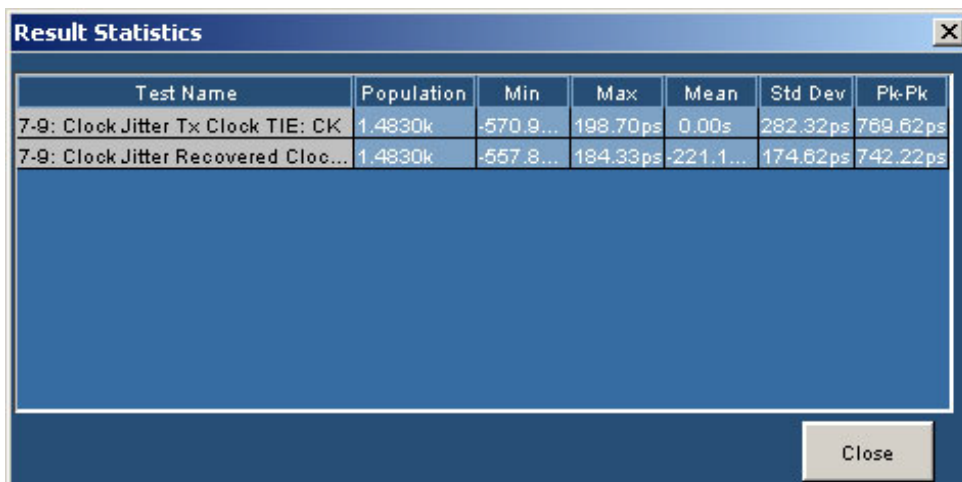 Result Statistics
Test Name Population Min Max Mean Std Dev Pk-Pk
7-9: Clock Jitter Tx Clock TIE: CK 1.4830k -570.9... 198.70ps 0.00s 282.32ps 769.62ps
7-9: Clock Jitter Recovered Cloc... 1.4830k -557.8... 184.33ps -221.1... 174.62ps 742.22ps
Close